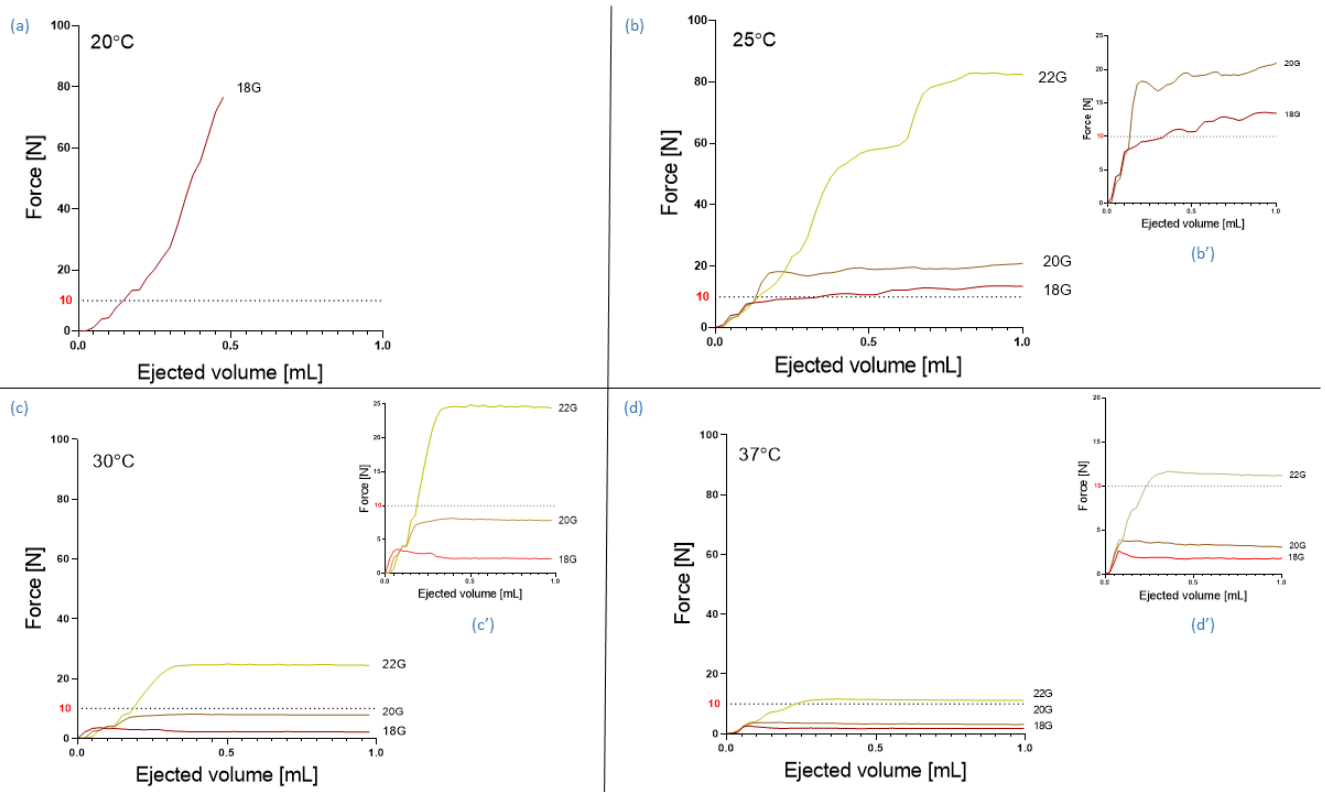 (a)
20°C
100
80
60
40
20
10
0
Force [N]
18G
0.0 0.5 1.0
Ejected volume [mL]
(b)
25°C
100
80
60
40
20
10
0
Force [N]
22G
20G
18G
0.0 0.5 1.0
Ejected volume [mL]
25
20
15
10
5
0
Force [N]
20G
18G
0.0 0.5 1.0
Ejected volume [mL]
(b')
(c)
30°C
100
80
60
40
20
10
0
Force [N]
22G
20G
18G
0.0 0.5 1.0
Ejected volume [mL]
25
20
15
10
5
0
Force [N]
22G
20G
18G
0.0 0.5 1.0
Ejected volume [mL]
(c')
(d)
37°C
100
80
60
40
20
10
0
Force [N]
22G
20G
18G
0.0 0.5 1.0
Ejected volume [mL]
20
15
10
5
0
Force [N]
22G
20G
18G
0.0 0.5 1.0
Ejected volume [mL]
(d')